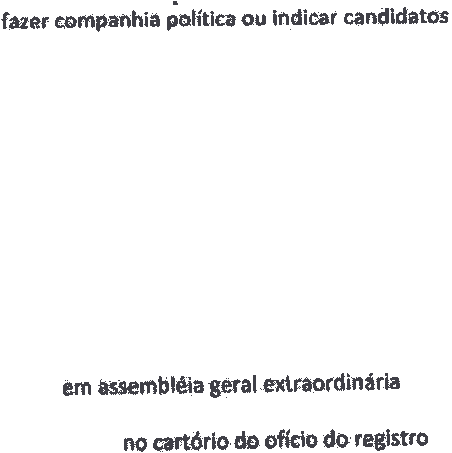 fazer companhia política ou indicar candidatos
em assembléia geral extraordinária
no cartório do ofício do registro